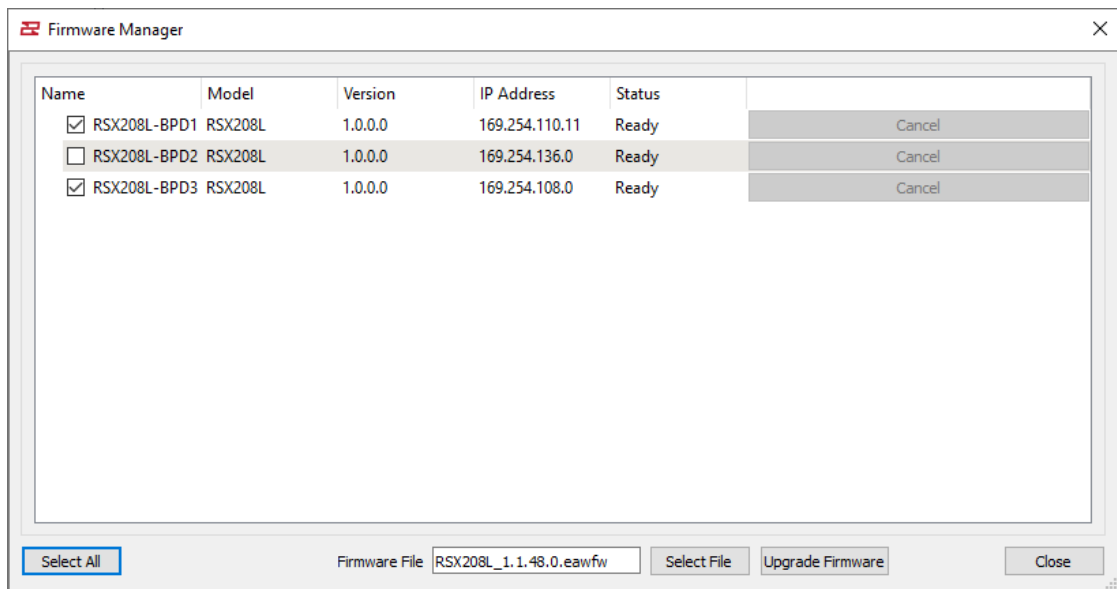 Firmware Manager
Name Model Version IP Address Status
RSX208L-BPD1 RSX208L 1.0.0.0 169.254.110.11 Ready Cancel
RSX208L-BPD2 RSX208L 1.0.0.0 169.254.136.0 Ready Cancel
RSX208L-BPD3 RSX208L 1.0.0.0 169.254.108.0 Ready Cancel
Select All Firmware File RSX208L_1.1.48.0.eawfw Select File Upgrade Firmware Close